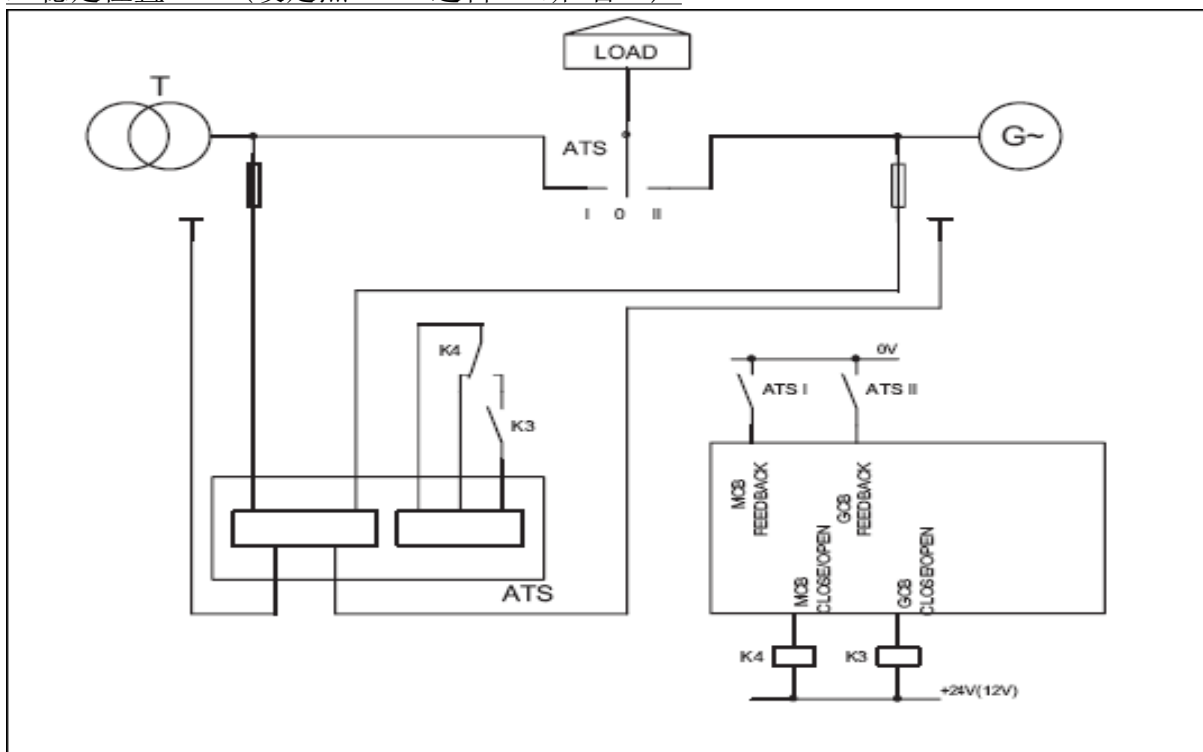 LOAD
T
ATS
G~
I 0 II
K4
K3
0V
ATS I
ATS II
MCB
FEEDBACK
GCB
FEEDBACK
MCB
CLOSE/OPEN
GCB
CLOSE/OPEN
ATS
K4
K3
+24V(12V)